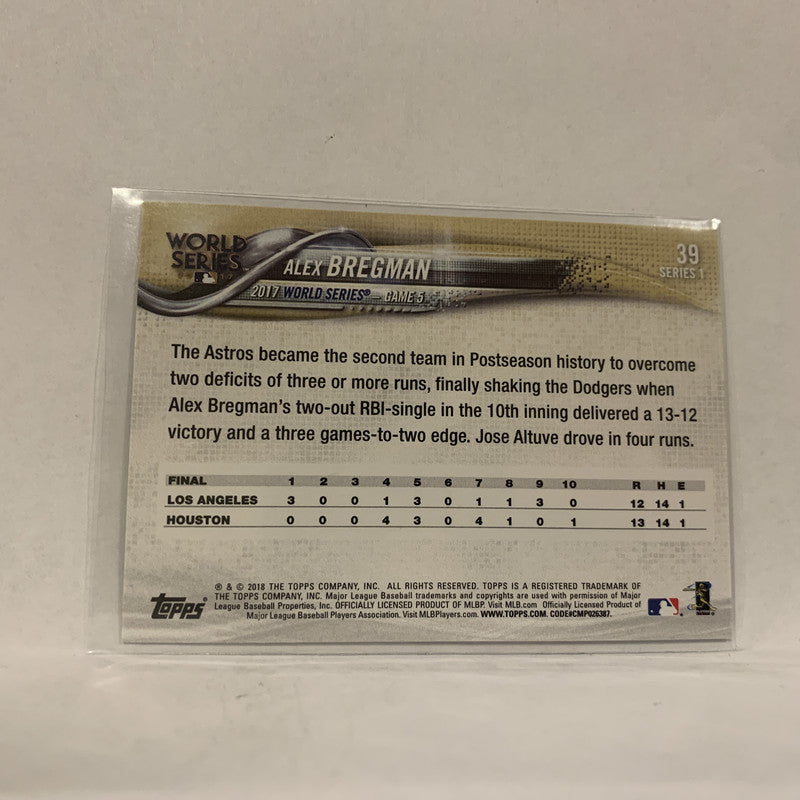 WORLD SERIES
39
SERIES 1
ALEX BREGMAN
2017 WORLD SERIES® – GAME 5
The Astros became the second team in Postseason history to overcome
two deficits of three or more runs, finally shaking the Dodgers when
Alex Bregman's two-out RBI-single in the 10th inning delivered a 13-12
victory and a three games-to-two edge. Jose Altuve drove in four runs.
FINAL 1 2 3 4 5 6 7 8 9 10 R H E
LOS ANGELES 3 0 0 1 3 0 1 1 3 0 12 14 1
HOUSTON 0 0 0 4 3 0 4 1 0 1 13 14 1
Topps®
® & © 2018 THE TOPPS COMPANY, INC. ALL RIGHTS RESERVED. TOPPS IS A REGISTERED TRADEMARK OF
THE TOPPS COMPANY, INC. Major League Baseball trademarks and copyrights are used with permission of Major
League Baseball Properties, Inc. OFFICIALLY LICENSED PRODUCT OF MLBP. Visit MLB.com Officially Licensed Product of
Major League Baseball Players Association. Visit MLBPlayers.com. WWW.TOPPS.COM. CODE#CMP026387.